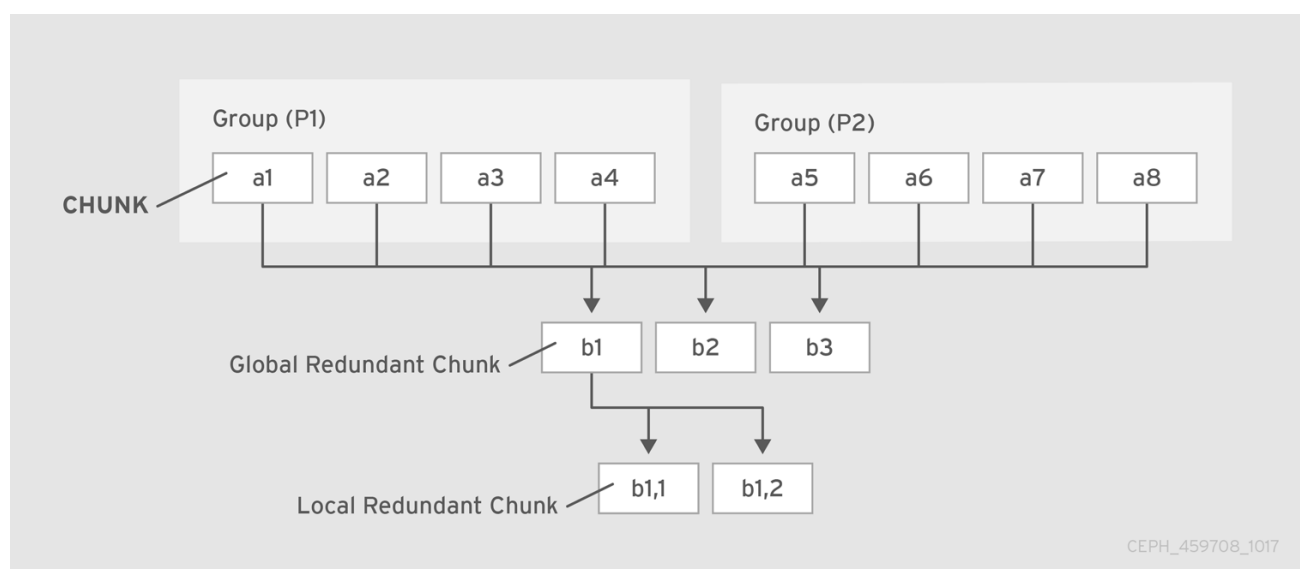 Group (P1)
Group (P2)
a1 a2 a3 a4 a5 a6 a7 a8
CHUNK
b1 b2 b3
Global Redundant Chunk
b1,1 b1,2
Local Redundant Chunk
CEPH_459708_1017